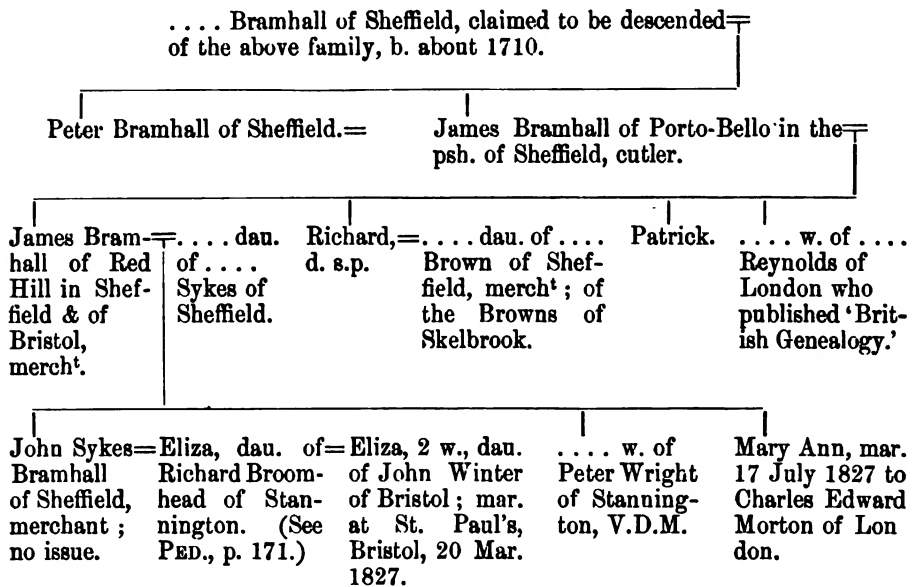 .... Bramhall of Sheffield, claimed to be descended=
of the above family, b. about 1710.
Peter Bramhall of Sheffield.=
James Bramhall of Porto-Bello in the=
psh. of Sheffield, cutler.
James Bram-=
hall of Red
Hill in Shef-
field & of
Bristol,
mercht.
.... dau.
of ....
Sykes of
Sheffield.
Richard,=
d. s.p.
.... dau. of ....
Brown of Shef-
field, mercht; of
the Browns of
Skelbrook.
Patrick.
.... w. of ....
Reynolds of
London who
published ‘Brit-
ish Genealogy.’
John Sykes=
Bramhall
of Sheffield,
merchant;
no issue.
Eliza, dau. of=
Richard Broom-
head of Stan-
nington. (See
PED., p. 171.)
Eliza, 2 w., dau.
of John Winter
of Bristol; mar.
at St. Paul's,
Bristol, 20 Mar.
1827.
.... w. of
Peter Wright
of Stanning-
ton, V.D.M.
Mary Ann, mar.
17 July 1827 to
Charles Edward
Morton of Lon
don.